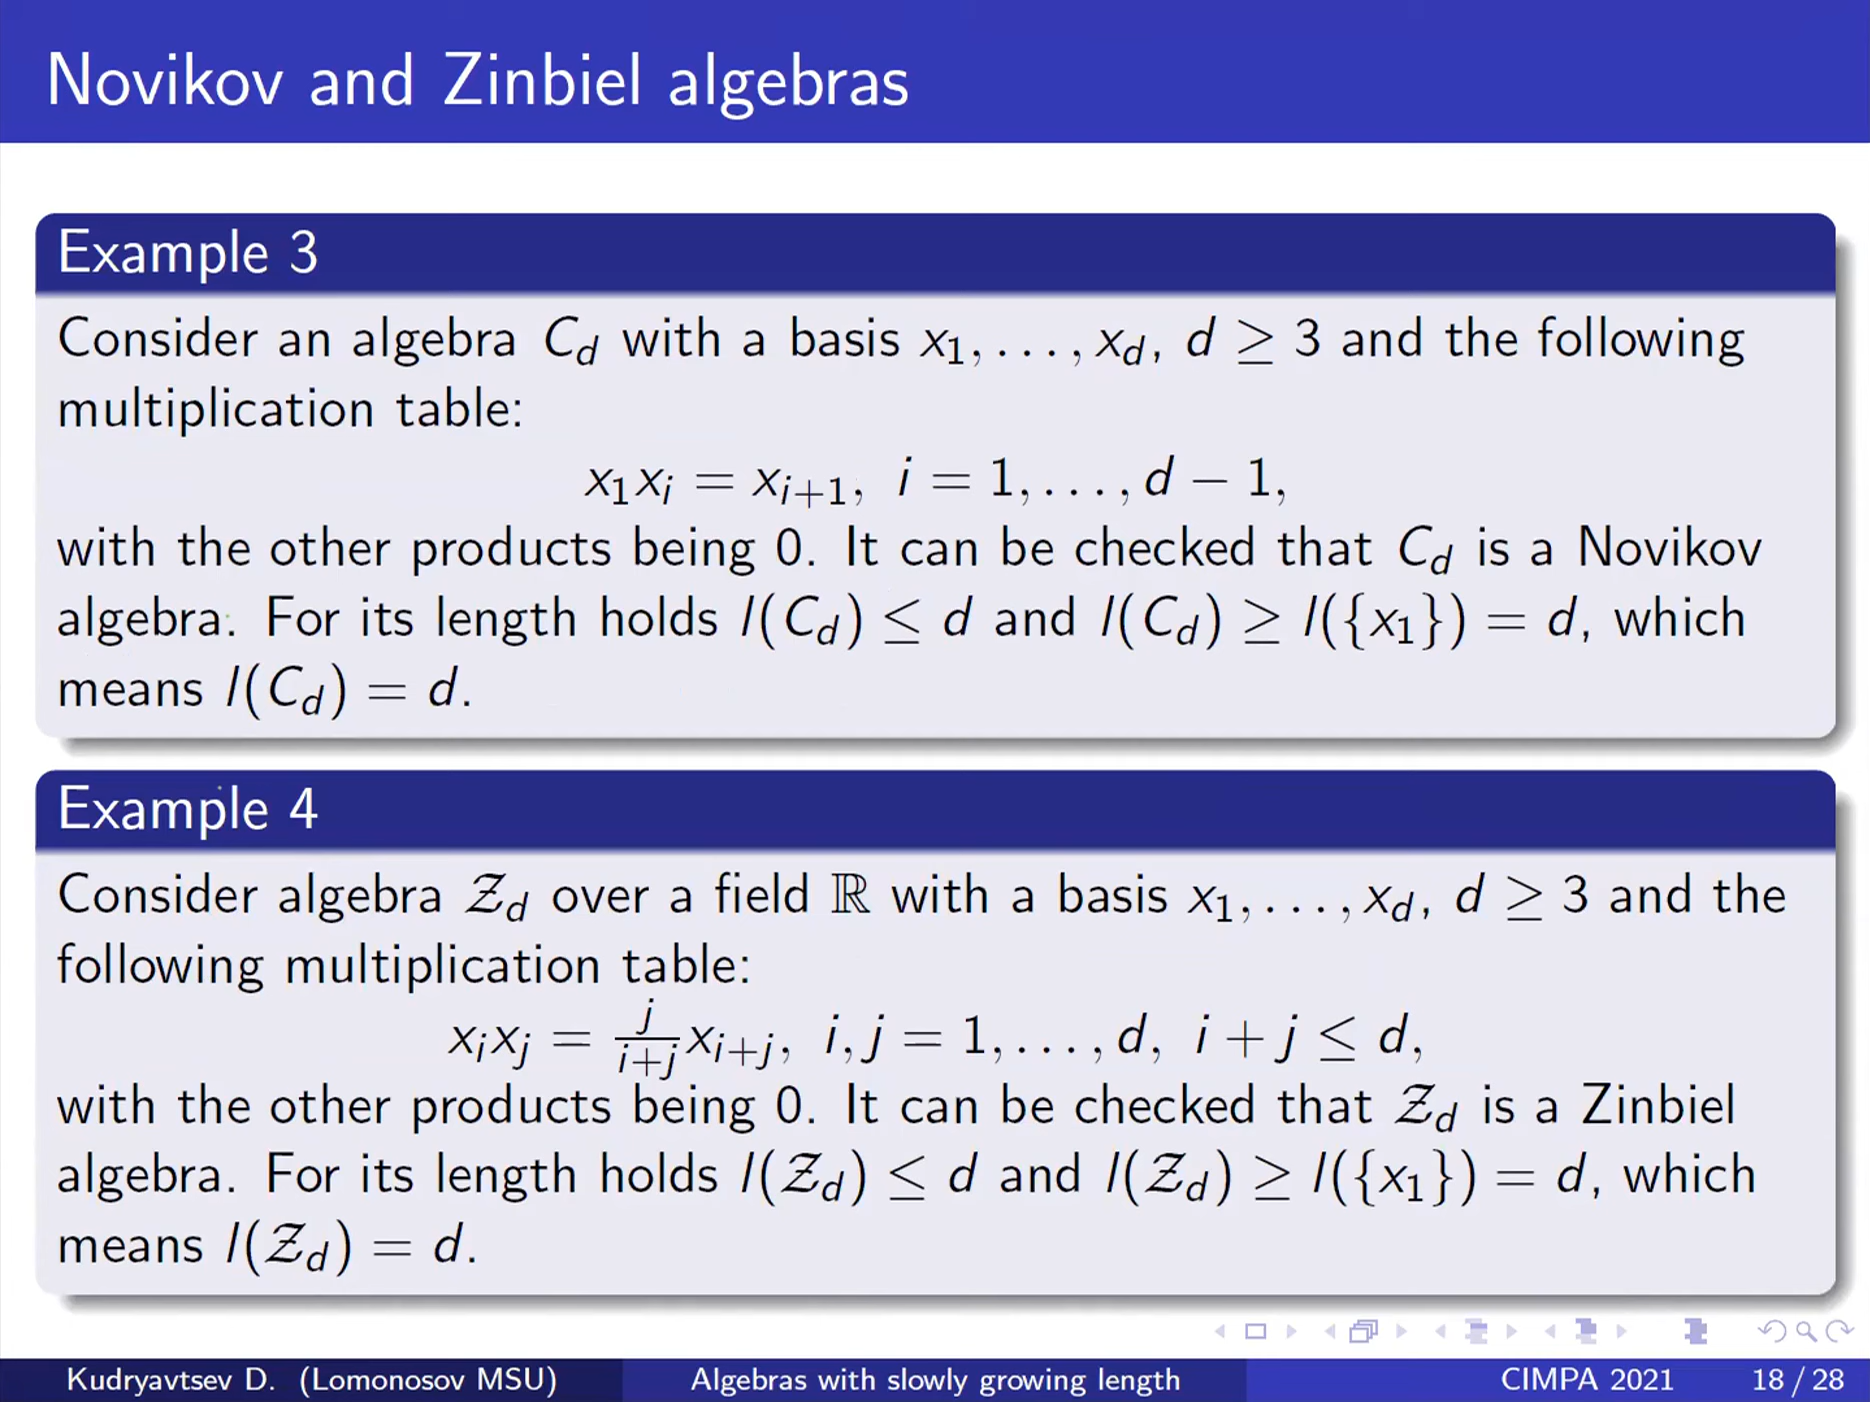 Novikov and Zinbiel algebras
Example 3
Consider an algebra C_d with a basis x_1, . . . , x_d, d ≥ 3 and the following
multiplication table:
x_1x_i = x_{i+1}, i = 1, . . . , d − 1,
with the other products being 0. It can be checked that C_d is a Novikov
algebra. For its length holds l(C_d) ≤ d and l(C_d) ≥ l({x_1}) = d, which
means l(C_d) = d.
Example 4
Consider algebra 𝒵_d over a field ℝ with a basis x_1, . . . , x_d, d ≥ 3 and the
following multiplication table:
x_ix_j = \frac{j}{i+j}x_{i+j}, i, j = 1, . . . , d, i + j ≤ d,
with the other products being 0. It can be checked that 𝒵_d is a Zinbiel
algebra. For its length holds l(𝒵_d) ≤ d and l(𝒵_d) ≥ l({x_1}) = d, which
means l(𝒵_d) = d.
Kudryavtsev D. (Lomonosov MSU) Algebras with slowly growing length CIMPA 2021 18 / 28